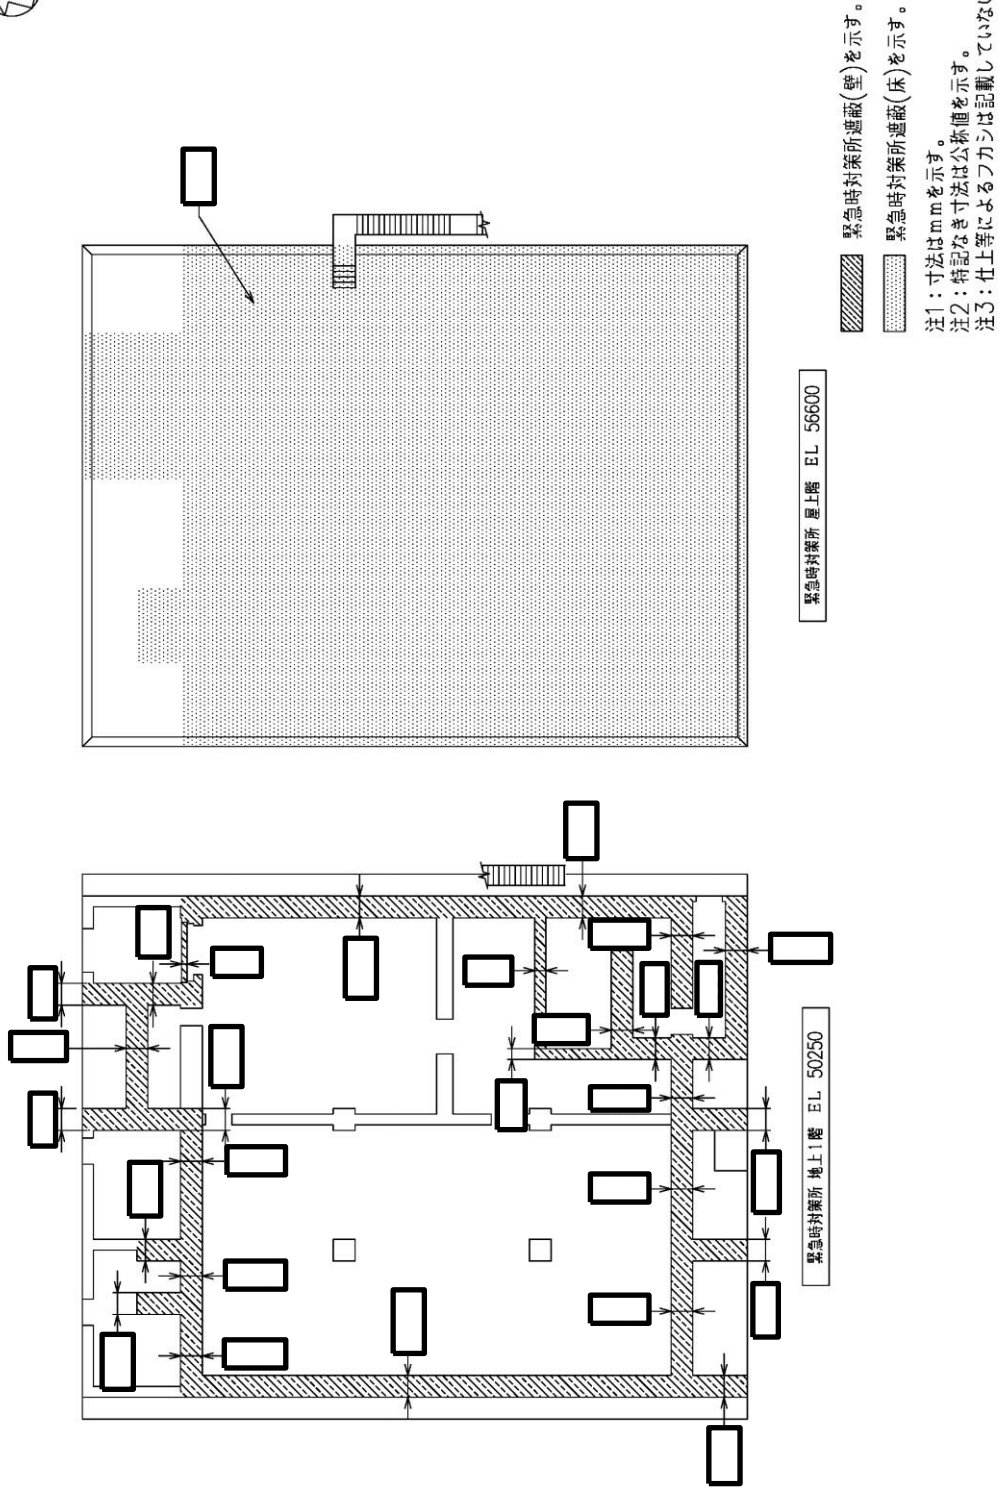 緊急時対策所 地上1階 EL 50250
緊急時対策所 屋上階 EL 56600
緊急時対策所遮蔽(壁)を示す。
緊急時対策所遮蔽(床)を示す。
注1：寸法はmmを示す。
注2：特記なき寸法は公称値を示す。
注3：仕上等によるフカシは記載していない